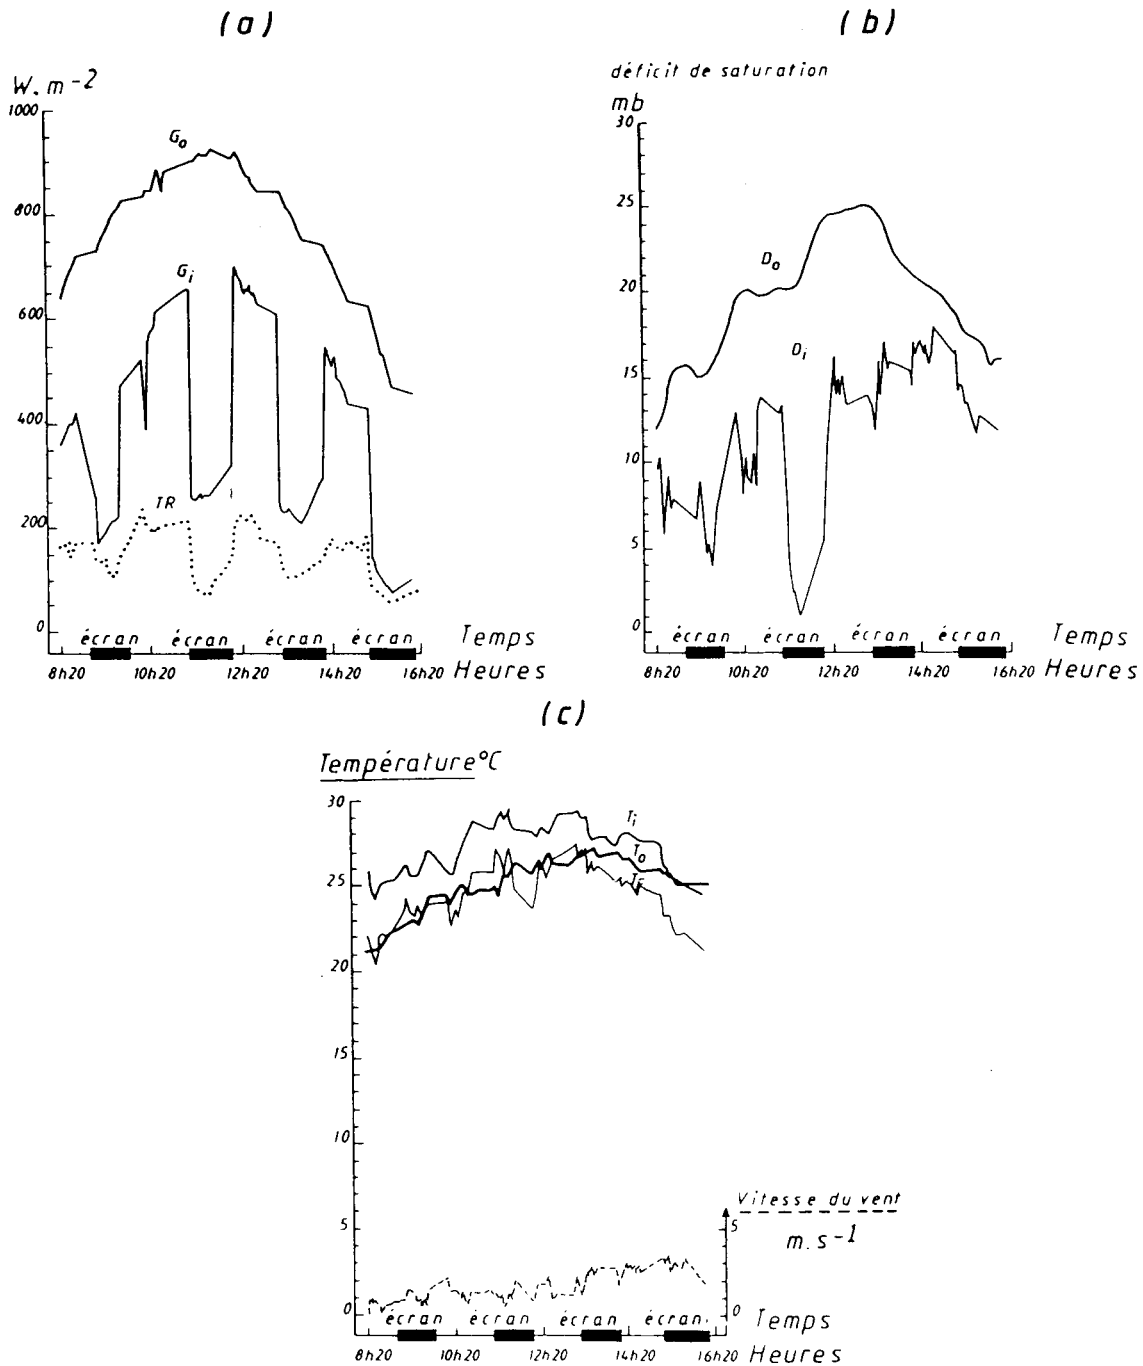 (a)
W.m-2
1000
800
600
400
200
0
Go
Gi
TR
écran écran écran écran
8h20 10h20 12h20 14h20 16h20
Temps
Heures
(b)
déficit de saturation
mb
30
25
20
15
10
5
0
Do
Di
écran écran écran écran
8h20 10h20 12h20 14h20 16h20
Temps
Heures
(c)
Température °C
30
25
20
15
10
5
0
Ti
To
Vitesse du vent
m.s-1
5
0
écran écran écran écran
8h20 10h20 12h20 14h20 16h20
Temps
Heures